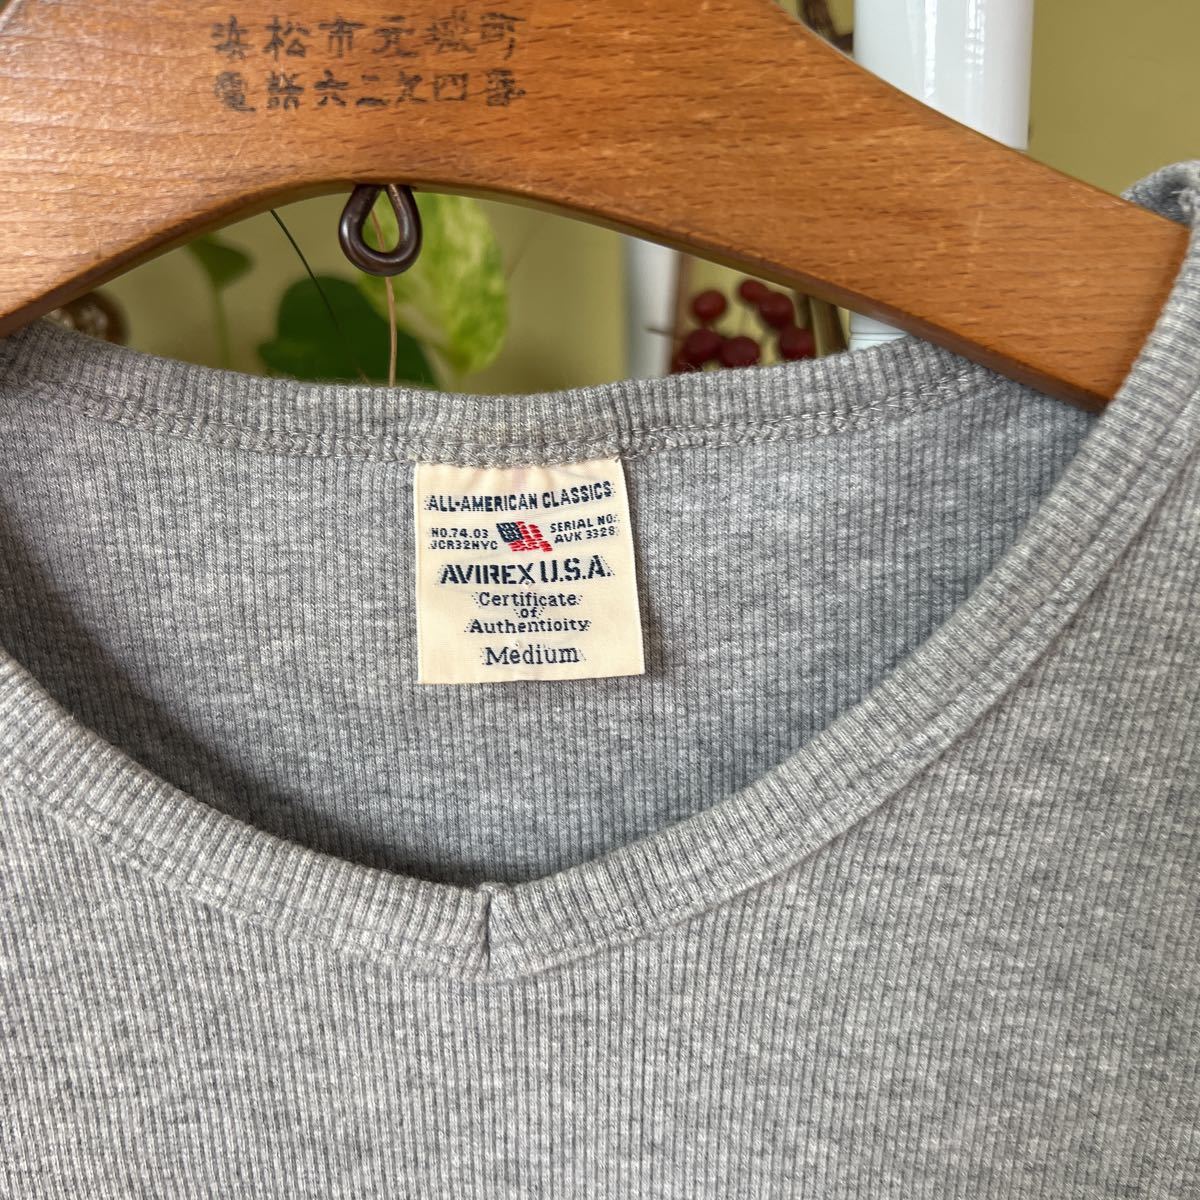 浜松市元城町
電話六二九四番
ALL-AMERICAN CLASSICS
NO.74.03
JCR32NYC
SERIAL NO.
AVK 3328
AVIREX U.S.A.
Certificate
of
Authenticity
Medium